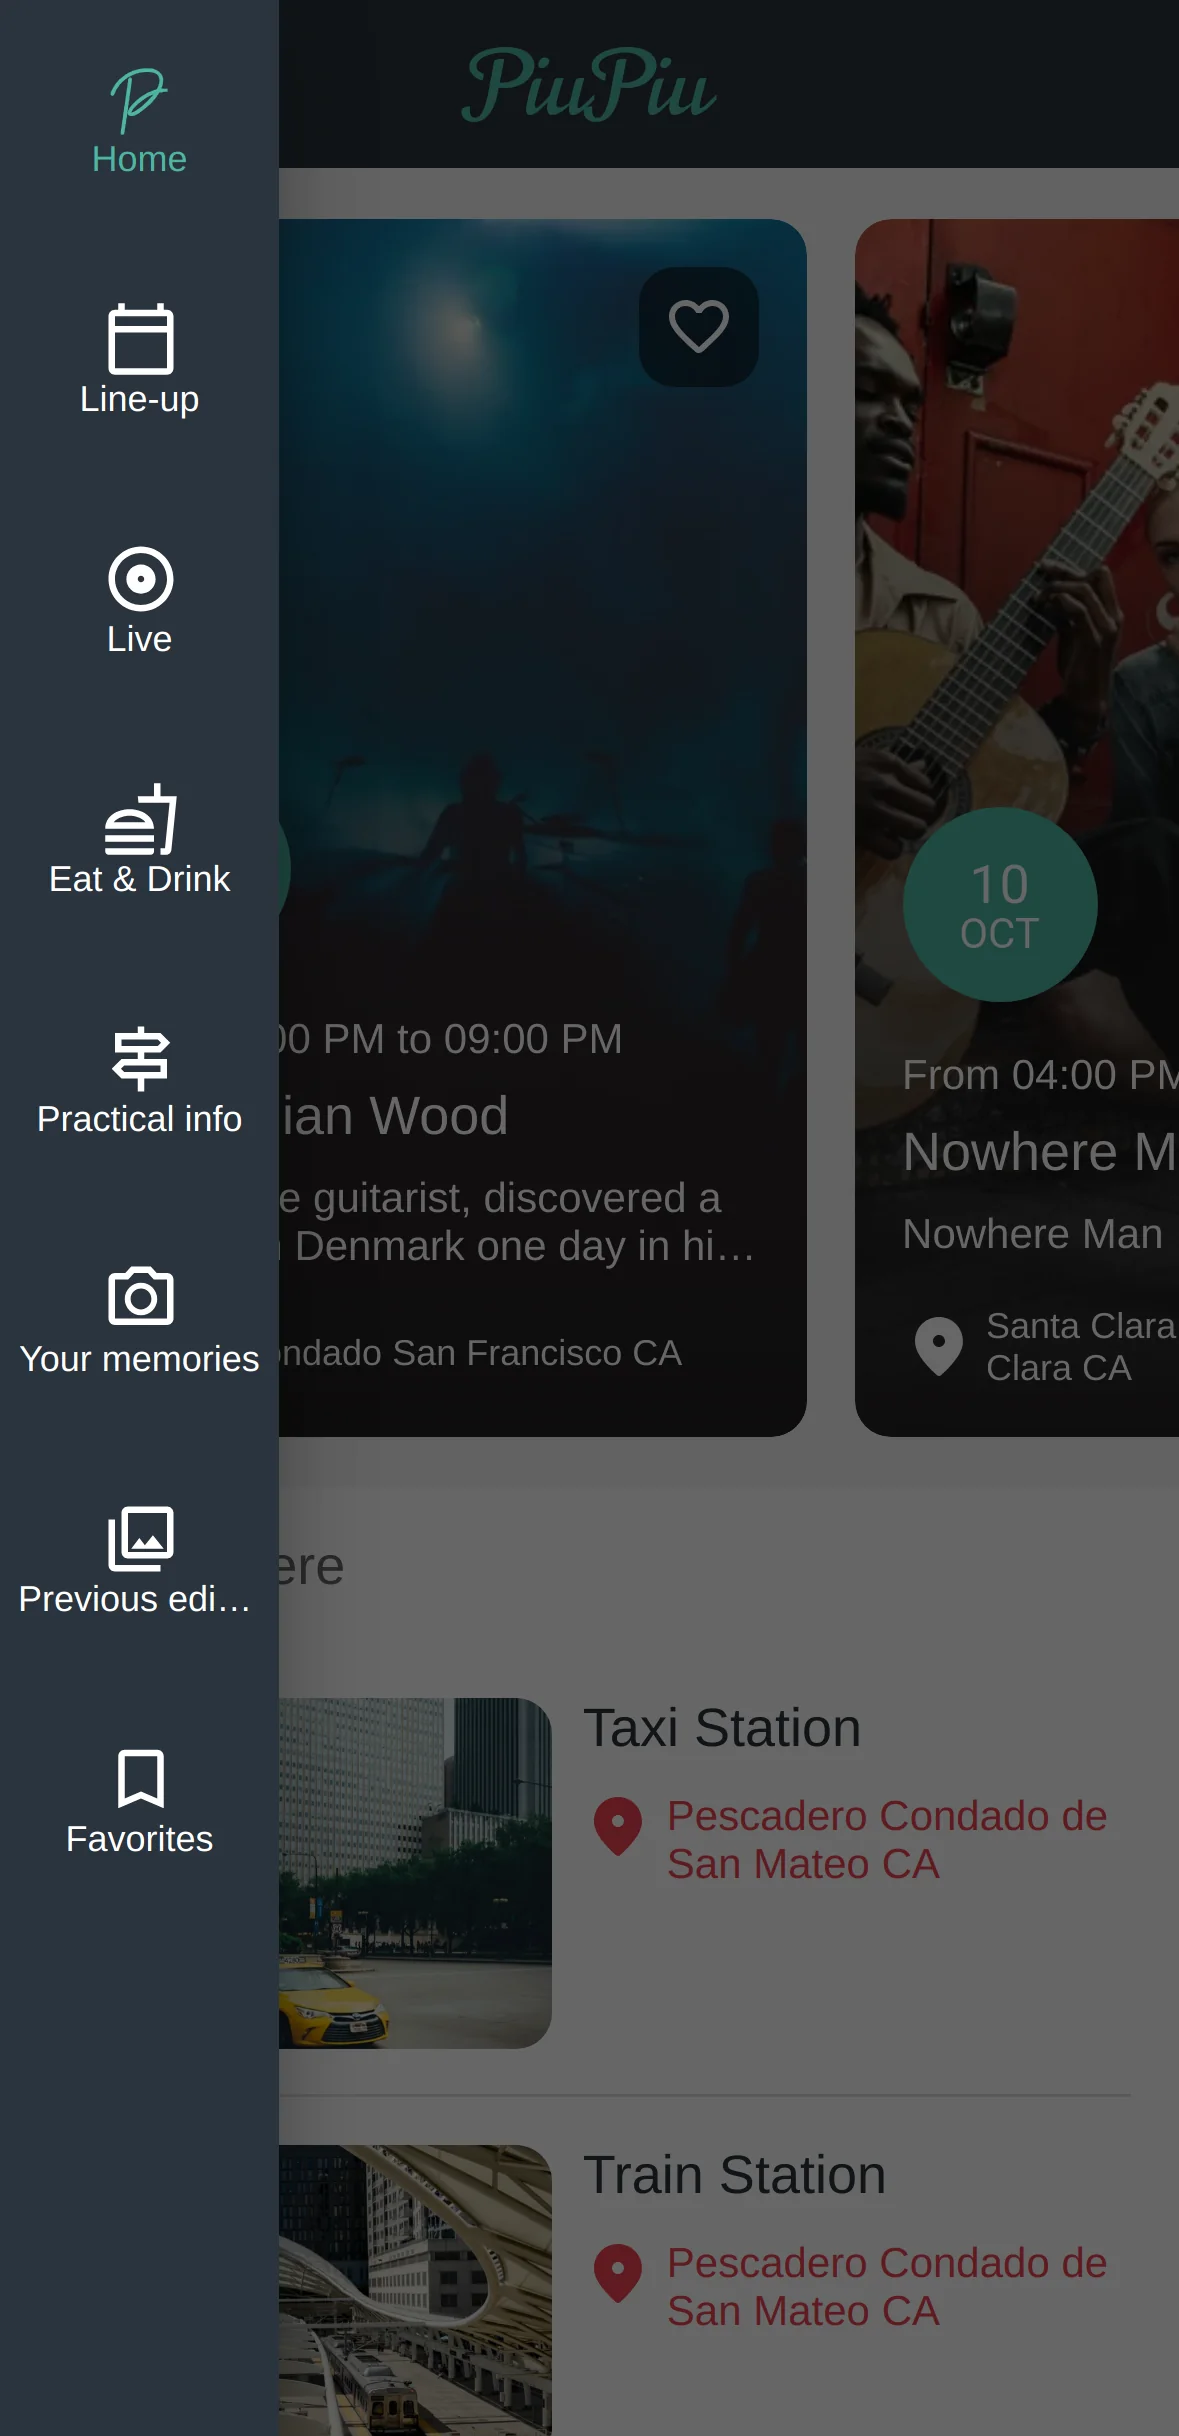 Home
Line-up
Live
Eat & Drink
Practical info
Your memories
Previous edi...
Favorites
PiuPiu
00 PM to 09:00 PM
ian Wood
e guitarist, discovered a
Denmark one day in hi...
ondado San Francisco CA
10
OCT
From 04:00 PM
Nowhere M
Nowhere Man
Santa Clara
Clara CA
ere
Taxi Station
Pescadero Condado de
San Mateo CA
Train Station
Pescadero Condado de
San Mateo CA